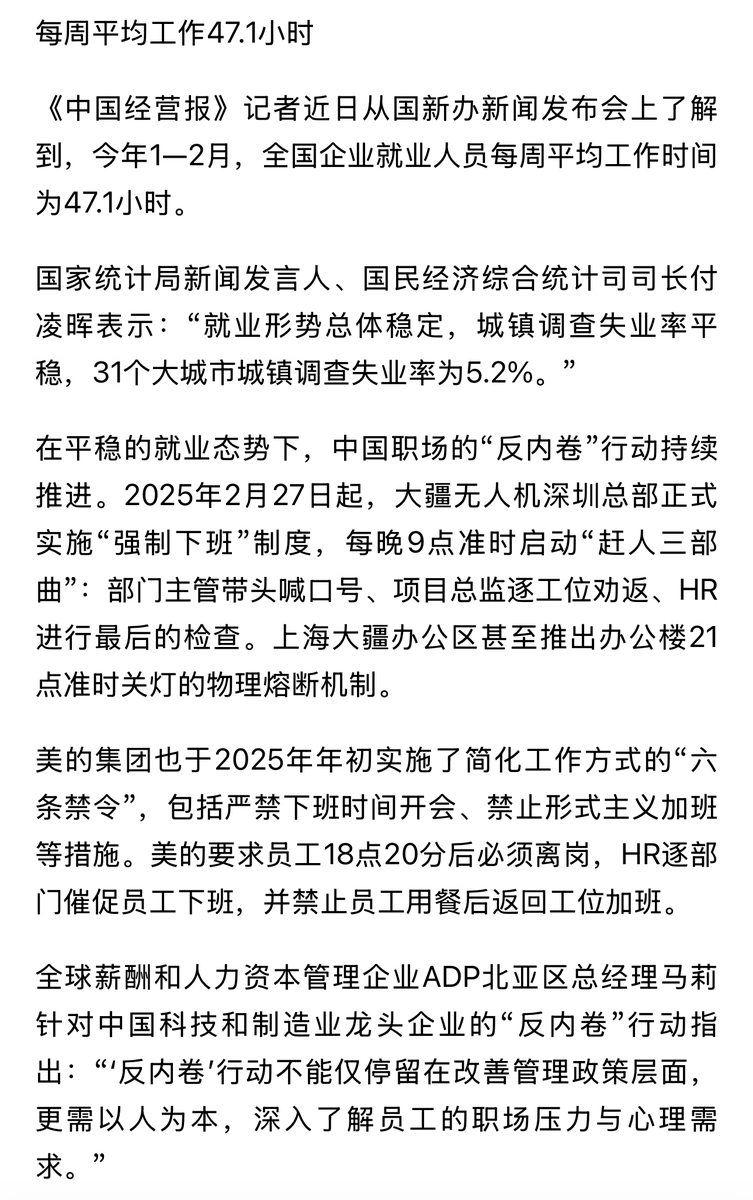 每周平均工作47.1小时
《中国经营报》记者近日从国新办新闻发布会上了解
到，今年1—2月，全国企业就业人员每周平均工作时间
为47.1小时。
国家统计局新闻发言人、国民经济综合统计司司长付
凌晖表示：“就业形势总体稳定，城镇调查失业率平
稳，31个大城市城镇调查失业率为5.2%。”
在平稳的就业态势下，中国职场的“反内卷”行动持续
推进。2025年2月27日起，大疆无人机深圳总部正式
实施“强制下班”制度，每晚9点准时启动“赶人三部
曲”：部门主管带头喊口号、项目总监逐工位劝返、HR
进行最后的检查。上海大疆办公区甚至推出办公楼21
点准时关灯的物理熔断机制。
美的集团也于2025年年初实施了简化工作方式的“六
条禁令”，包括严禁下班时间开会、禁止形式主义加班
等措施。美的要求员工18点20分后必须离岗，HR逐部
门催促员工下班，并禁止员工用餐后返回工位加班。
全球薪酬和人力资本管理企业ADP北亚区总经理马莉
针对中国科技和制造业龙头企业的“反内卷”行动指
出：“‘反内卷’行动不能仅停留在改善管理政策层面，
更需以人为本，深入了解员工的职场压力与心理需
求。”